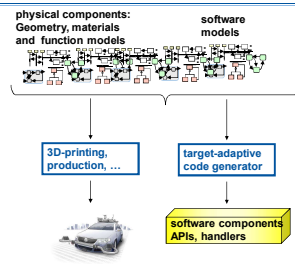 physical components:
Geometry, materials
and function models
software
models
3D-printing,
production, ...
target-adaptive
code generator
software components
APIs, handlers